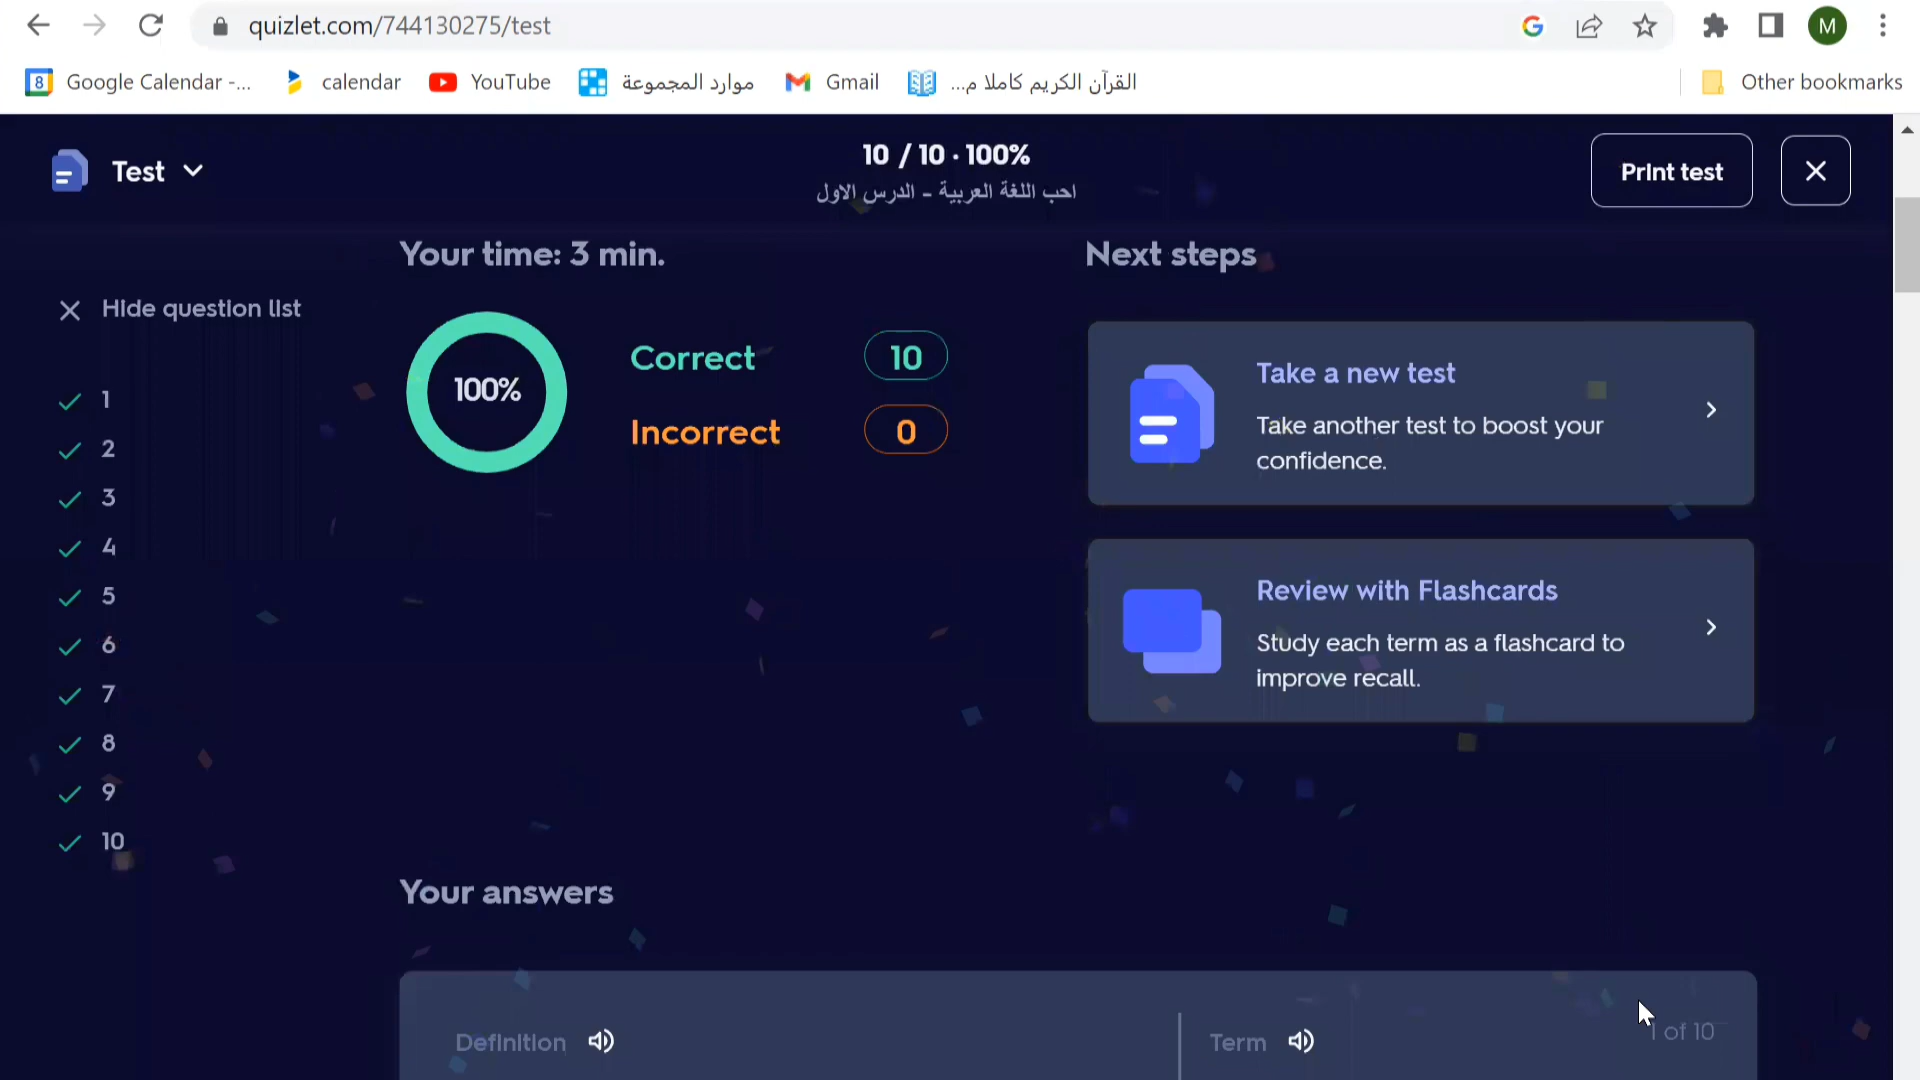 quizlet.com/744130275/test
M
8 Google Calendar -... calendar YouTube موارد المجموعة Gmail القرآن الكريم كاملا م... Other bookmarks
Test
10 / 10 · 100%
احب اللغة العربية - الدرس الاول
Print test
Your time: 3 min.
Next steps
Hide question list
100%
Correct 10
Incorrect 0
Take a new test
Take another test to boost your
confidence.
1
2
3
4
5
6
7
8
9
10
Review with Flashcards
Study each term as a flashcard to
improve recall.
Your answers
Definition
Term
1 of 10